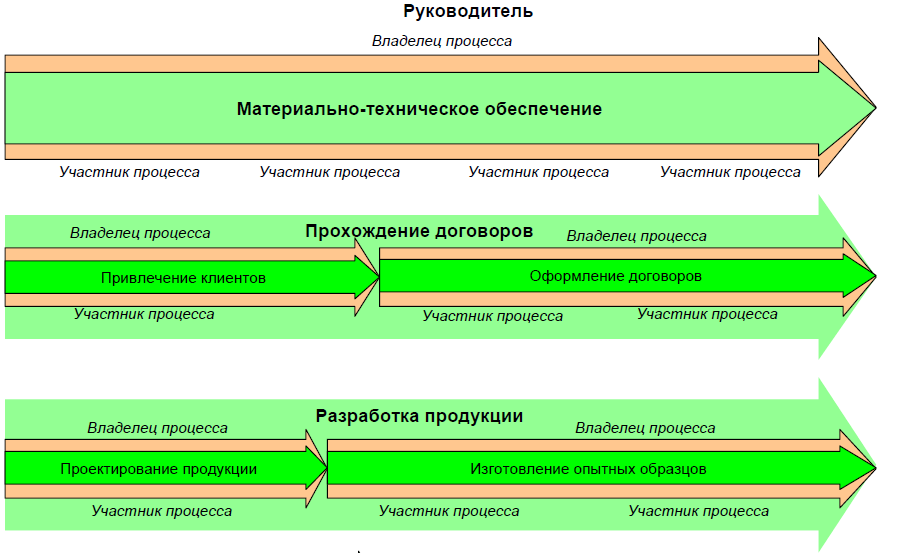 Руководитель
Владелец процесса
Материально-техническое обеспечение
Участник процесса Участник процесса Участник процесса Участник процесса
Прохождение договоров
Владелец процесса Владелец процесса
Привлечение клиентов Оформление договоров
Участник процесса Участник процесса Участник процесса
Разработка продукции
Владелец процесса Владелец процесса
Проектирование продукции Изготовление опытных образцов
Участник процесса Участник процесса Участник процесса